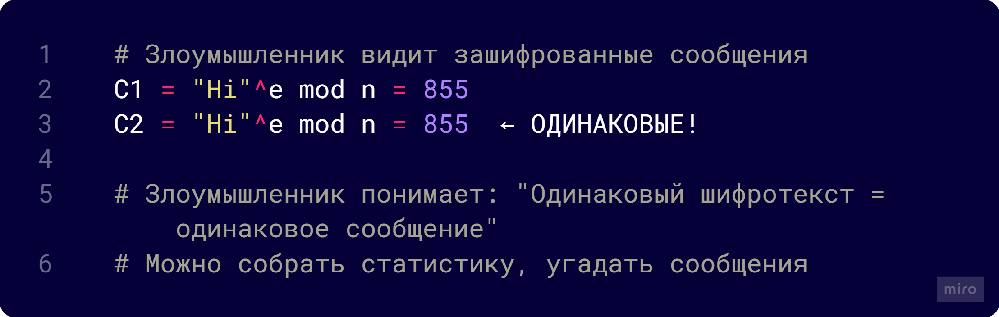 1 # Злоумышленник видит зашифрованные сообщения
2 C1 = "Hi"^e mod n = 855
3 C2 = "Hi"^e mod n = 855 ← ОДИНАКОВЫЕ!
4
5 # Злоумышленник понимает: "Одинаковый шифротекст =
одинаковое сообщение"
6 # Можно собрать статистику, угадать сообщения
miro